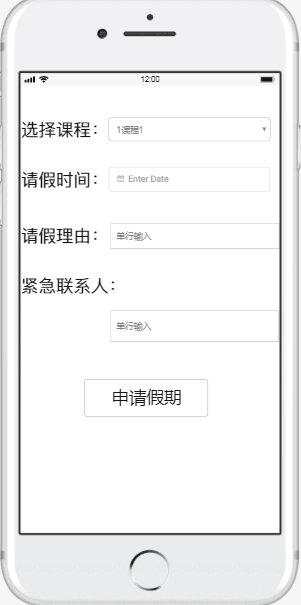 12:00
选择课程：
1课程1
请假时间：
Enter Date
请假理由：
单行输入
紧急联系人：
单行输入
申请假期